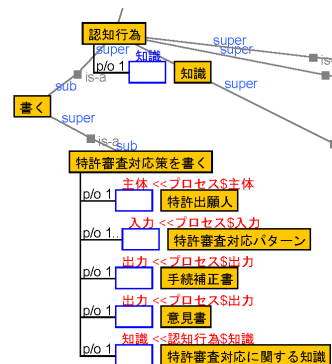 認知行為
super
super
super
知識
p/o 1
知識
is-a
sub
super
書く
super
is-a
sub
特許審査対応策を書く
主体 <<プロセス$主体
p/o 1
特許出願人
入力 <<プロセス$入力
p/o 1..
特許審査対応パターン
出力 <<プロセス$出力
p/o 1
手続補正書
出力 <<プロセス$出力
p/o 1
意見書
知識 <<認知行為$知識
p/o 1
特許審査対応に関する知識